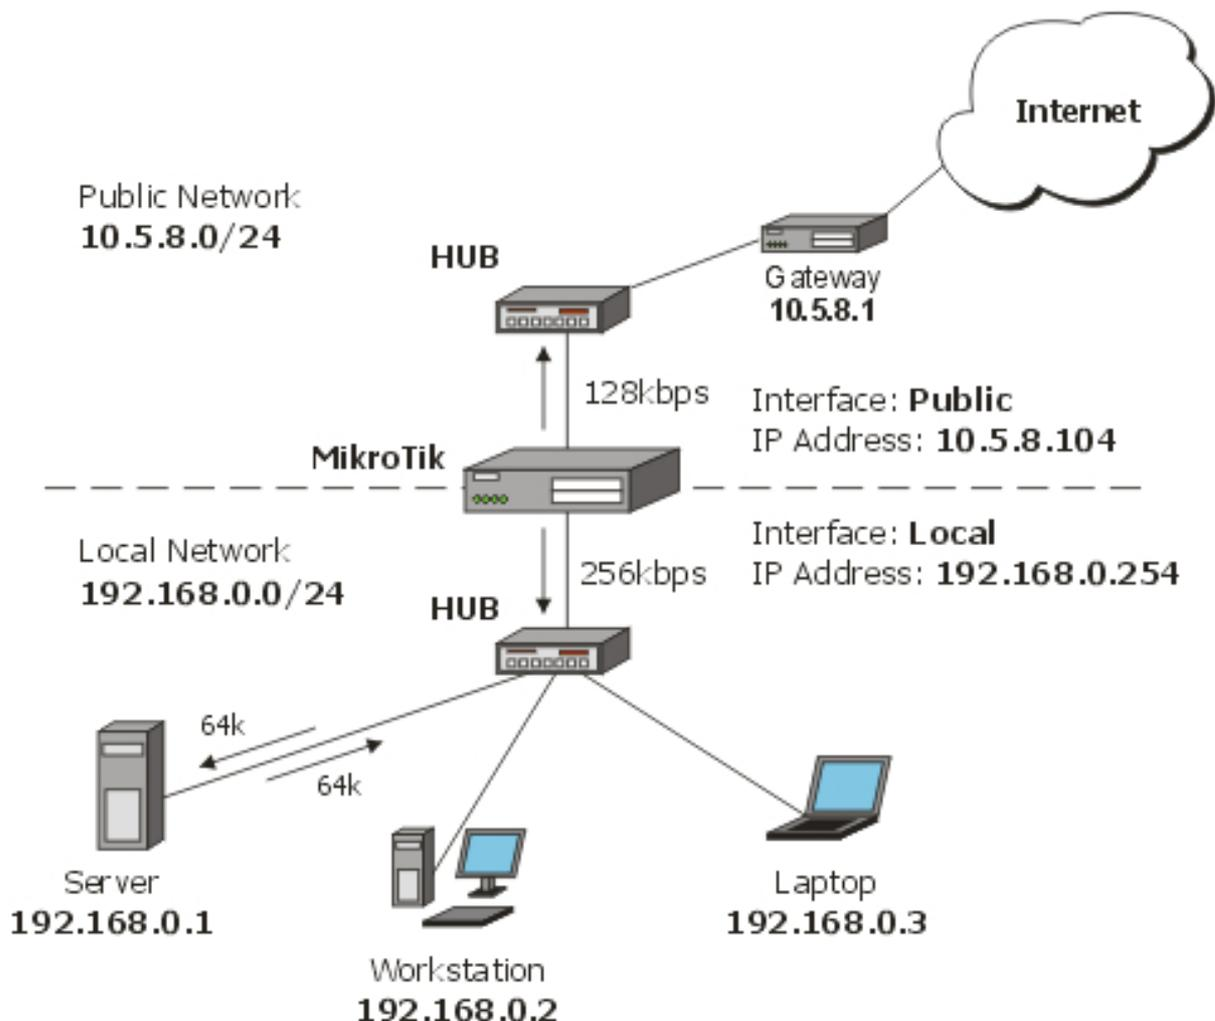 Internet
Public Network
10.5.8.0/24
HUB
Gateway
10.5.8.1
128kbps
Interface: Public
IP Address: 10.5.8.104
MikroTik
Local Network
192.168.0.0/24
256kbps
Interface: Local
IP Address: 192.168.0.254
HUB
64k
64k
Server
192.168.0.1
Workstation
192.168.0.2
Laptop
192.168.0.3